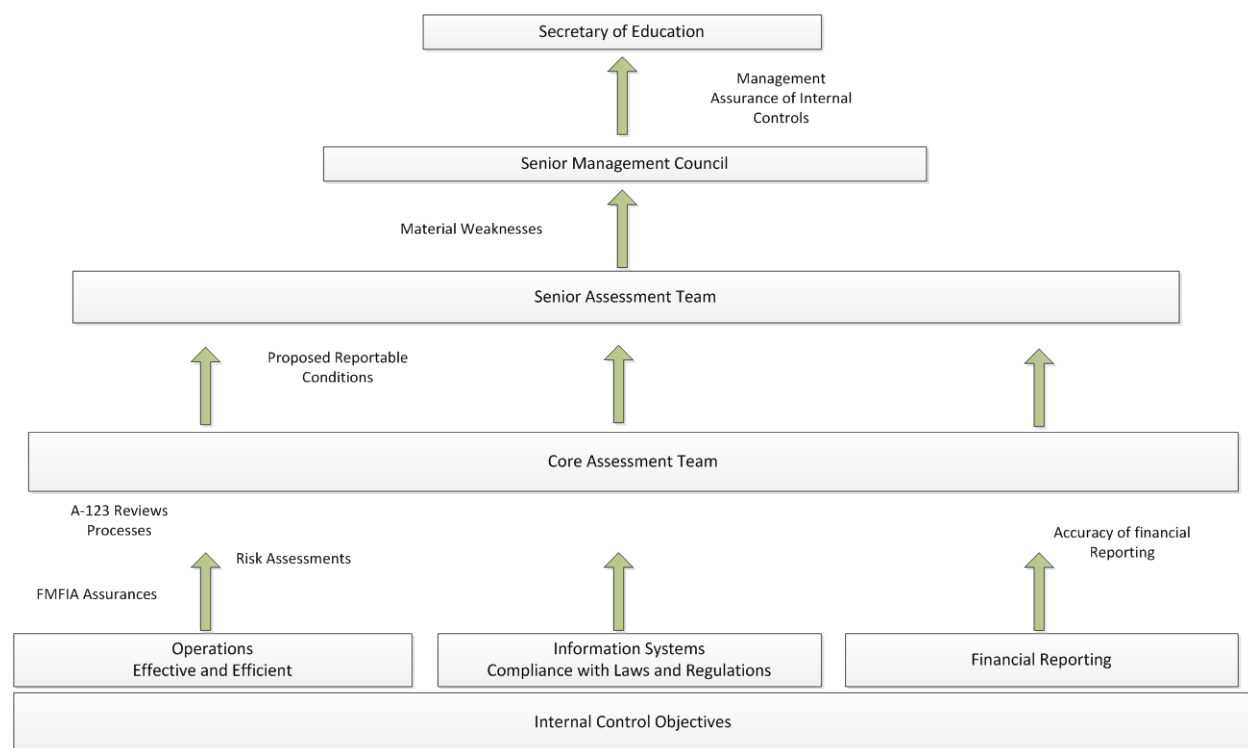 Secretary of Education
Management
Assurance of Internal
Controls
Senior Management Council
Material Weaknesses
Senior Assessment Team
Proposed Reportable
Conditions
Core Assessment Team
A-123 Reviews
Processes
Risk Assessments
FMFIA Assurances
Accuracy of financial
Reporting
Operations
Effective and Efficient
Information Systems
Compliance with Laws and Regulations
Financial Reporting
Internal Control Objectives